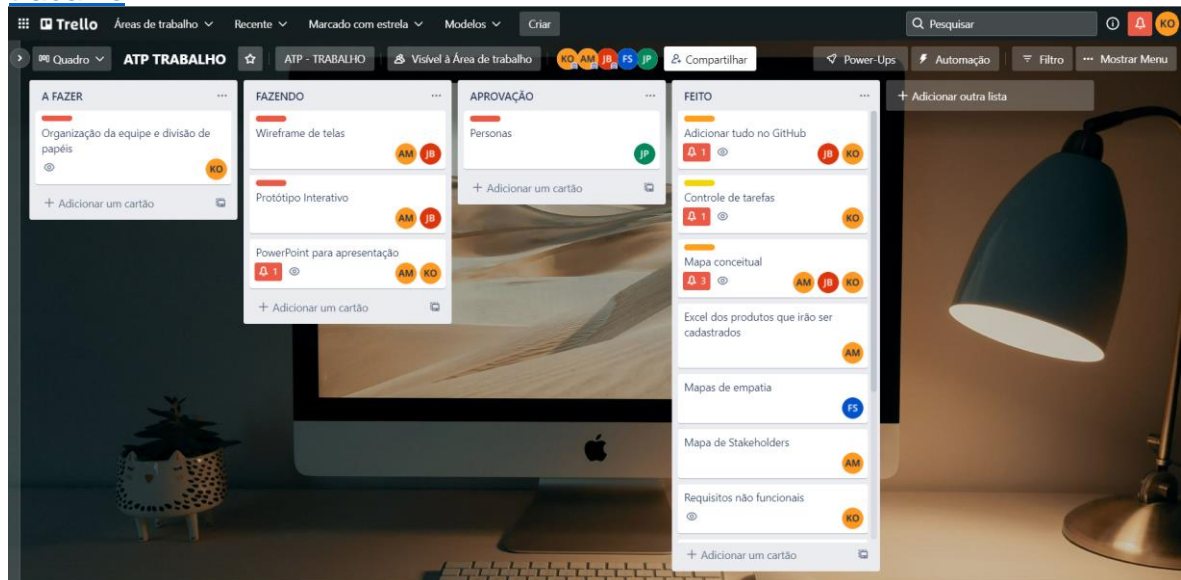 Trello Áreas de trabalho Recente Marcado com estrela Modelos Criar Pesquisar KO
Quadro ATP TRABALHO ATP - TRABALHO Visível à Área de trabalho KO AM JB FS JP Compartilhar Power-Ups Automação Filtro ... Mostrar Menu
A FAZER ...
Organização da equipe e divisão de
papéis
KO
+ Adicionar um cartão
FAZENDO ...
Wireframe de telas
AM JB
Protótipo Interativo
AM JB
PowerPoint para apresentação
1 AM KO
+ Adicionar um cartão
APROVAÇÃO ...
Personas
JP
+ Adicionar um cartão
FEITO ...
Adicionar tudo no GitHub
1 JB KO
Controle de tarefas
1 KO
Mapa conceitual
3 AM JB KO
Excel dos produtos que irão ser
cadastrados
AM
Mapas de empatia
FS
Mapa de Stakeholders
AM
Requisitos não funcionais
KO
+ Adicionar um cartão
+ Adicionar outra lista